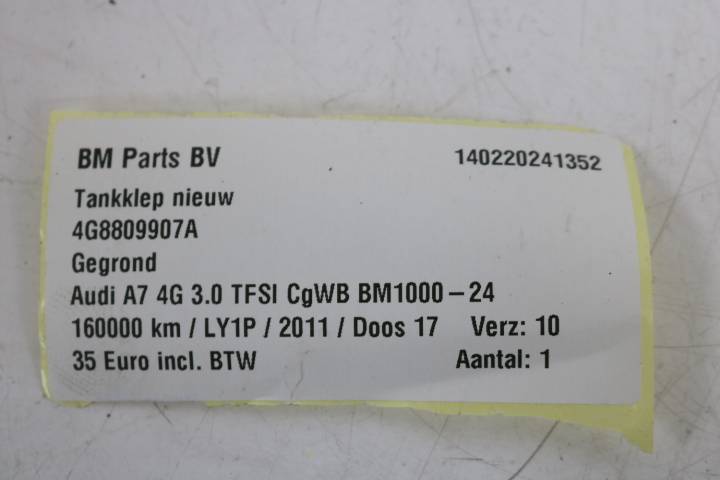 BM Parts BV 140220241352
Tankklep nieuw
4G8809907A
Gegrond
Audi A7 4G 3.0 TFSI CgWB BM1000-24
160000 km / LY1P / 2011 / Doos 17 Verz: 10
35 Euro incl. BTW Aantal: 1